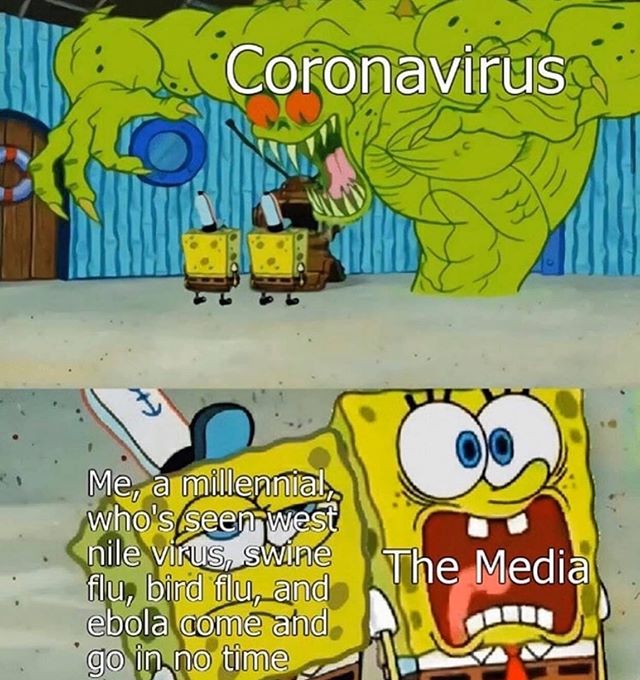 Coronavirus
Me, a millennial,
who's seen west
nile virus, swine
flu, bird flu, and
ebola come and
go in no time
The Media